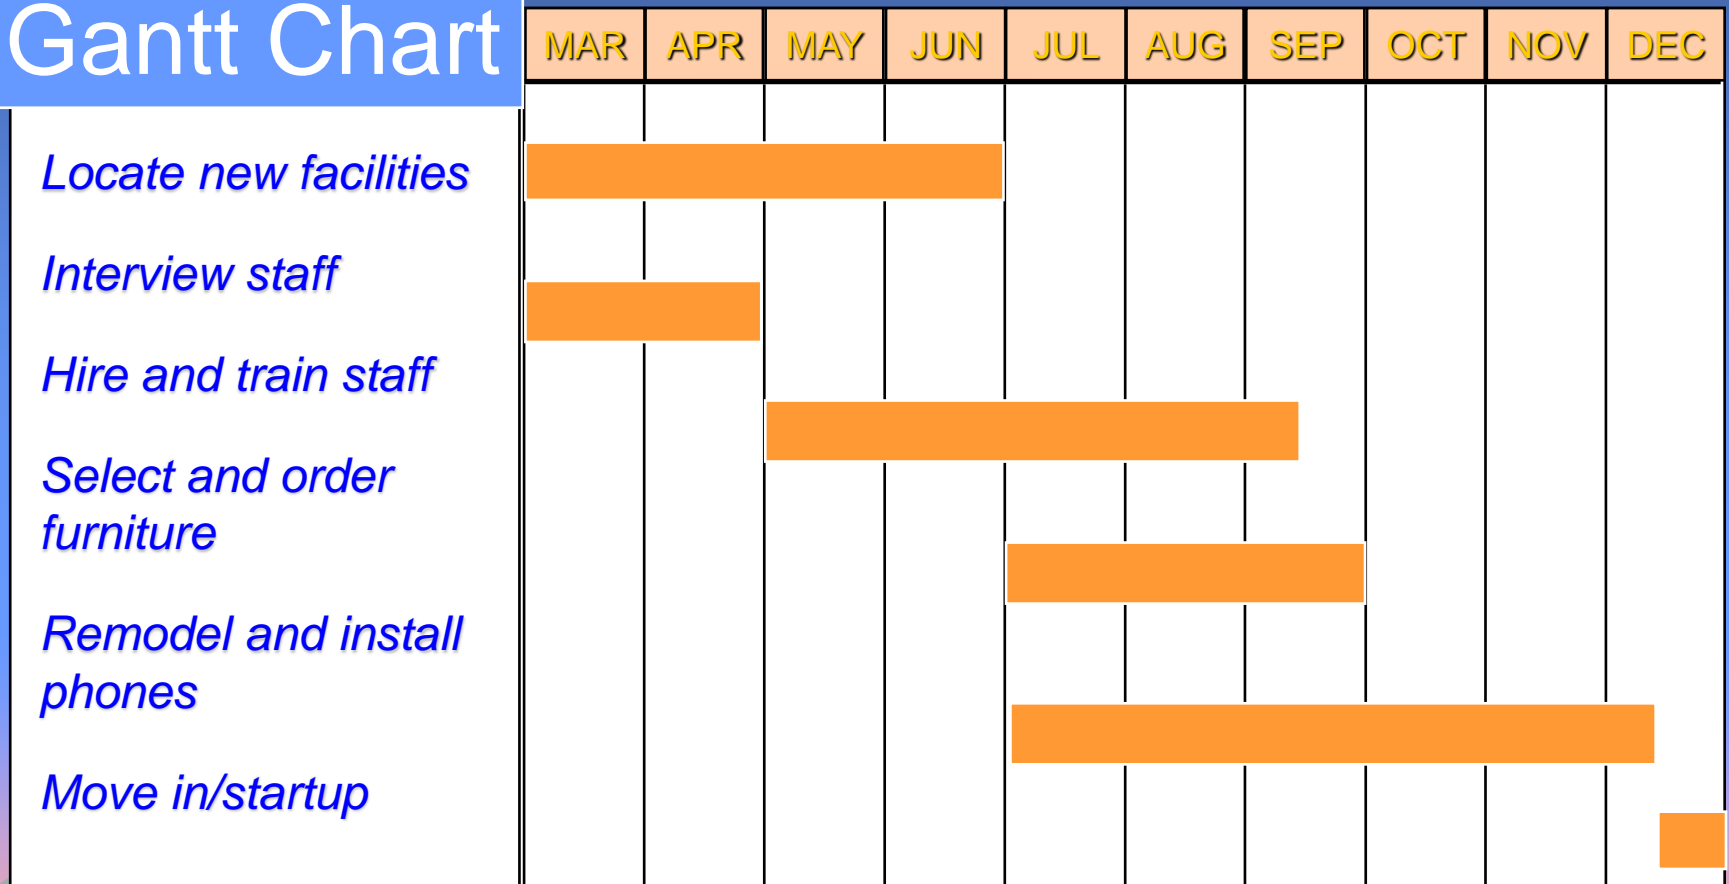 Gantt Chart
MAR APR MAY JUN JUL AUG SEP OCT NOV DEC
Locate new facilities
Interview staff
Hire and train staff
Select and order
furniture
Remodel and install
phones
Move in/startup